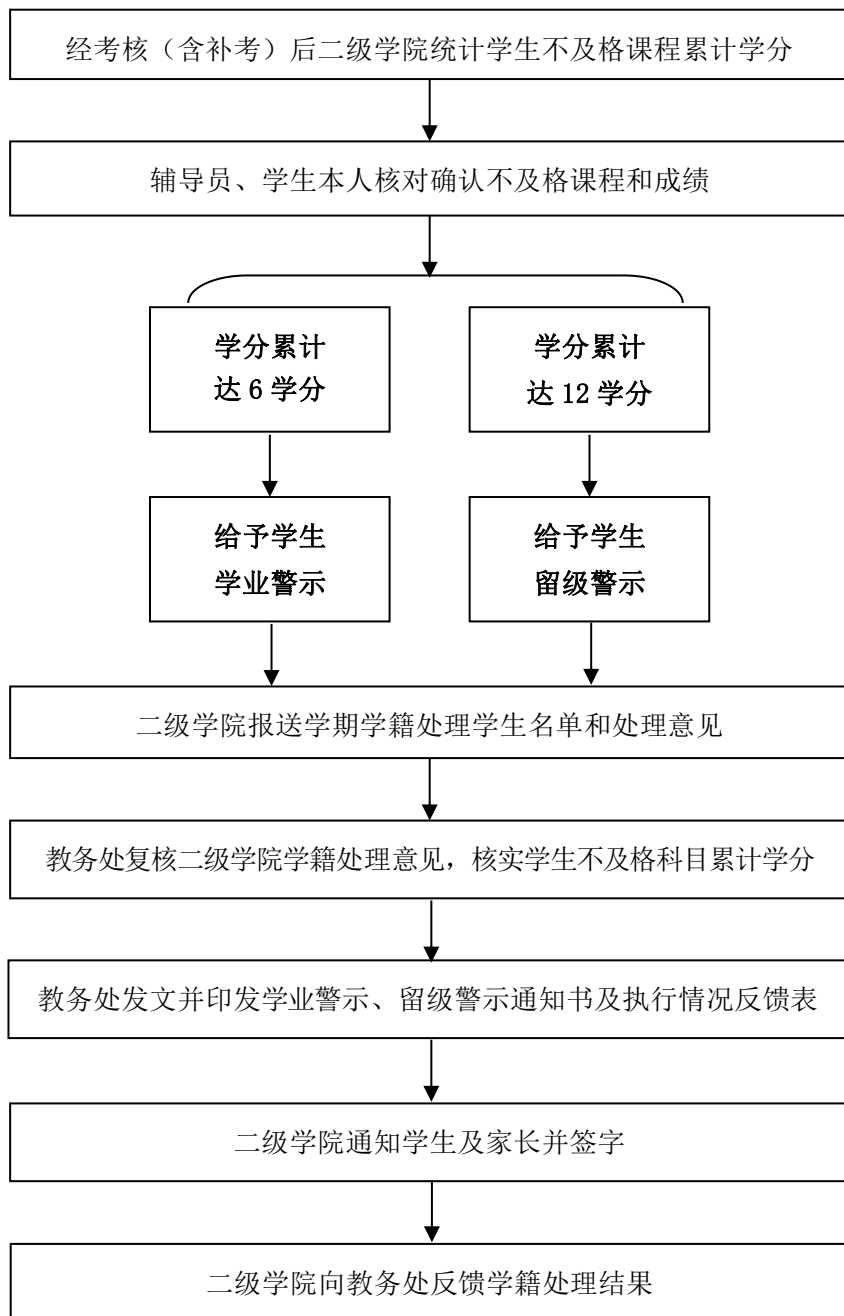 经考核（含补考）后二级学院统计学生不及格课程累计学分
辅导员、学生本人核对确认不及格课程和成绩
学分累计
达 6 学分
学分累计
达 12 学分
给予学生
学业警示
给予学生
留级警示
二级学院报送学期学籍处理学生名单和处理意见
教务处复核二级学院学籍处理意见，核实学生不及格科目累计学分
教务处发文并印发学业警示、留级警示通知书及执行情况反馈表
二级学院通知学生及家长并签字
二级学院向教务处反馈学籍处理结果